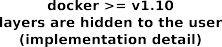 docker >= v1.10
layers are hidden to the user
(implementation detail)